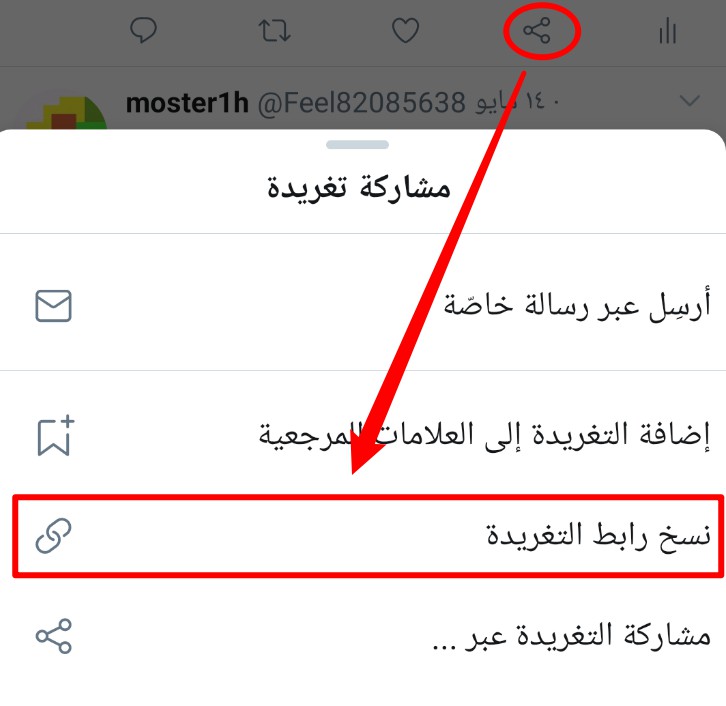 moster1h @Feel82085638 · ١٤ مايو
مشاركة تغريدة
أرسِل عبر رسالة خاصّة
إضافة التغريدة إلى العلامات المرجعية
نسخ رابط التغريدة
مشاركة التغريدة عبر ...